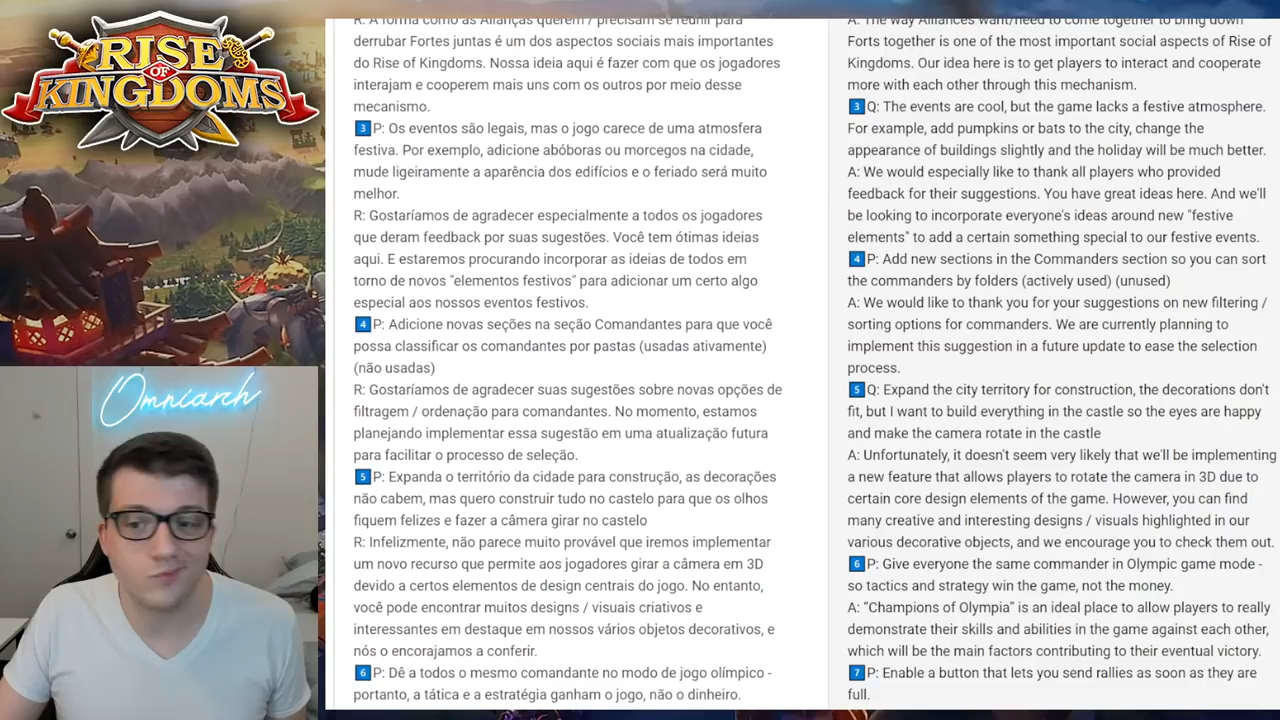 RISE
OF
KINGDOMS
Omniarch
R: A forma como as Alianças querem / precisam se reunir para
derrubar Fortes juntas é um dos aspectos sociais mais importantes
do Rise of Kingdoms. Nossa ideia aqui é fazer com que os jogadores
interajam e cooperem mais uns com os outros por meio desse
mecanismo.
3 P: Os eventos são legais, mas o jogo carece de uma atmosfera
festiva. Por exemplo, adicione abóboras ou morcegos na cidade,
mude ligeiramente a aparência dos edifícios e o feriado será muito
melhor.
R: Gostaríamos de agradecer especialmente a todos os jogadores
que deram feedback por suas sugestões. Você tem ótimas ideias
aqui. E estaremos procurando incorporar as ideias de todos em
torno de novos "elementos festivos" para adicionar um certo algo
especial aos nossos eventos festivos.
4 P: Adicione novas seções na seção Comandantes para que você
possa classificar os comandantes por pastas (usadas ativamente)
(não usadas)
R: Gostaríamos de agradecer suas sugestões sobre novas opções de
filtragem / ordenação para comandantes. No momento, estamos
planejando implementar essa sugestão em uma atualização futura
para facilitar o processo de seleção.
5 P: Expanda o território da cidade para construção, as decorações
não cabem, mas quero construir tudo no castelo para que os olhos
fiquem felizes e fazer a câmera girar no castelo
R: Infelizmente, não parece muito provável que iremos implementar
um novo recurso que permite aos jogadores girar a câmera em 3D
devido a certos elementos de design centrais do jogo. No entanto,
você pode encontrar muitos designs / visuais criativos e
interessantes em destaque em nossos vários objetos decorativos, e
nós o encorajamos a conferir.
6 P: Dê a todos o mesmo comandante no modo de jogo olímpico -
portanto, a tática e a estratégia ganham o jogo, não o dinheiro.
A: The way Alliances want/need to come together to bring down
Forts together is one of the most important social aspects of Rise of
Kingdoms. Our idea here is to get players to interact and cooperate
more with each other through this mechanism.
3 Q: The events are cool, but the game lacks a festive atmosphere.
For example, add pumpkins or bats to the city, change the
appearance of buildings slightly and the holiday will be much better.
A: We would especially like to thank all players who provided
feedback for their suggestions. You have great ideas here. And we'll
be looking to incorporate everyone's ideas around new "festive
elements" to add a certain something special to our festive events.
4 P: Add new sections in the Commanders section so you can sort
the commanders by folders (actively used) (unused)
A: We would like to thank you for your suggestions on new filtering /
sorting options for commanders. We are currently planning to
implement this suggestion in a future update to ease the selection
process.
5 Q: Expand the city territory for construction, the decorations don't
fit, but I want to build everything in the castle so the eyes are happy
and make the camera rotate in the castle
A: Unfortunately, it doesn't seem very likely that we'll be implementing
a new feature that allows players to rotate the camera in 3D due to
certain core design elements of the game. However, you can find
many creative and interesting designs / visuals highlighted in our
various decorative objects, and we encourage you to check them out.
6 P: Give everyone the same commander in Olympic game mode -
so tactics and strategy win the game, not the money.
A: “Champions of Olympia” is an ideal place to allow players to really
demonstrate their skills and abilities in the game against each other,
which will be the main factors contributing to their eventual victory.
7 P: Enable a button that lets you send rallies as soon as they are
full.